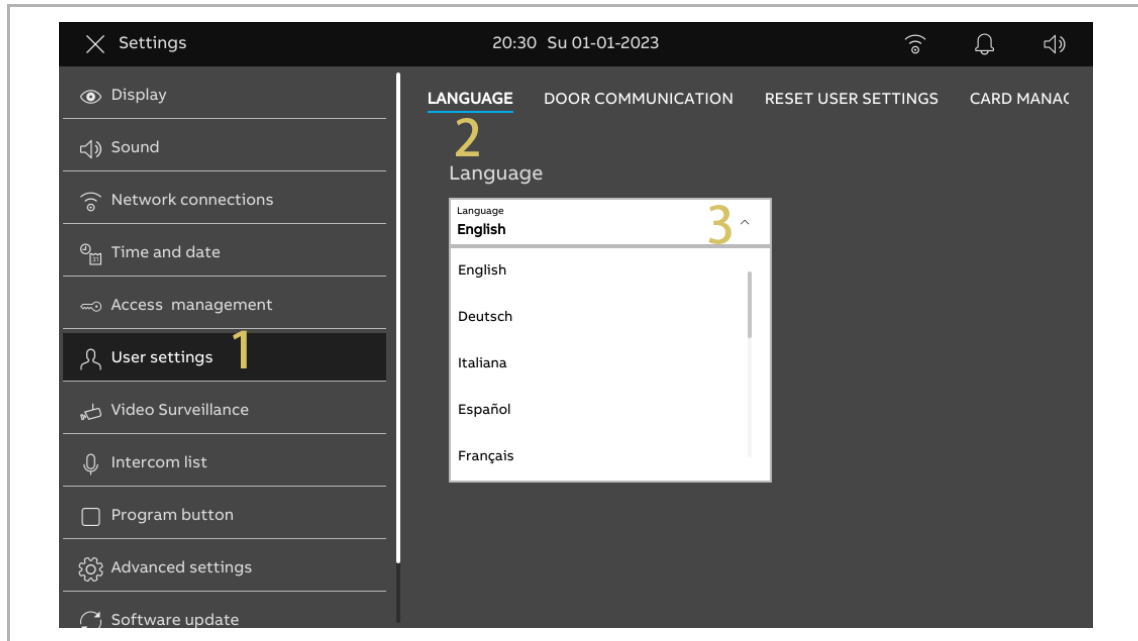 Settings
20:30 Su 01-01-2023
Display
Sound
Network connections
Time and date
Access management
User settings 1
Video Surveillance
Intercom list
Program button
Advanced settings
Software update
LANGUAGE DOOR COMMUNICATION RESET USER SETTINGS CARD MANAG
2
Language
Language
English 3
English
Deutsch
Italiana
Español
Français